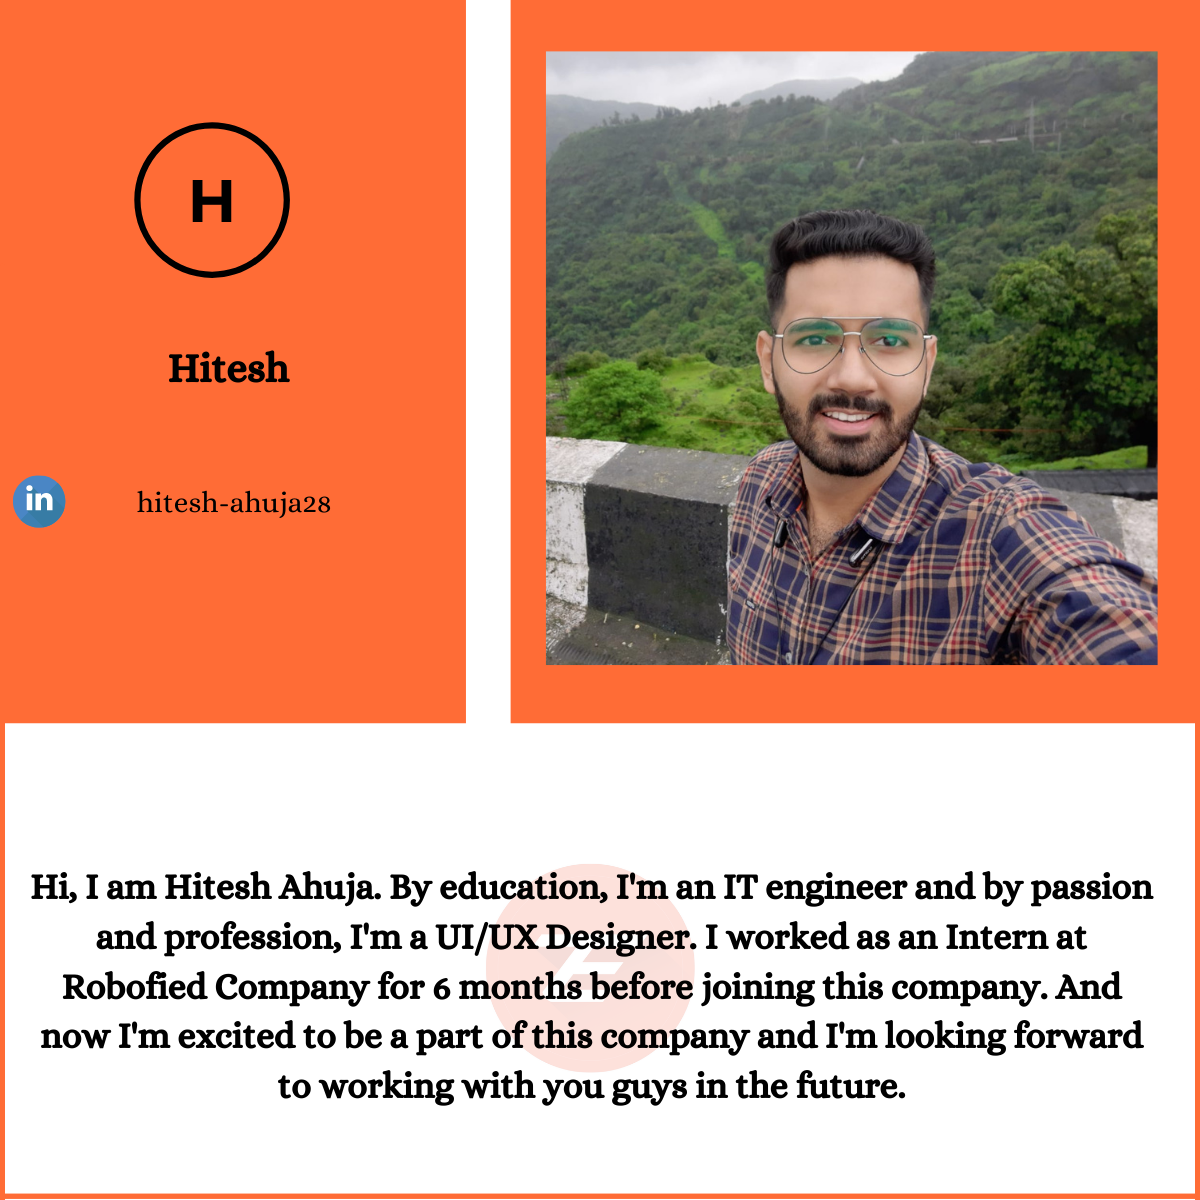 H
Hitesh
in
hitesh-ahuja28
Hi, I am Hitesh Ahuja. By education, I'm an IT engineer and by passion
and profession, I'm a UI/UX Designer. I worked as an Intern at
Robofied Company for 6 months before joining this company. And
now I'm excited to be a part of this company and I'm looking forward
to working with you guys in the future.